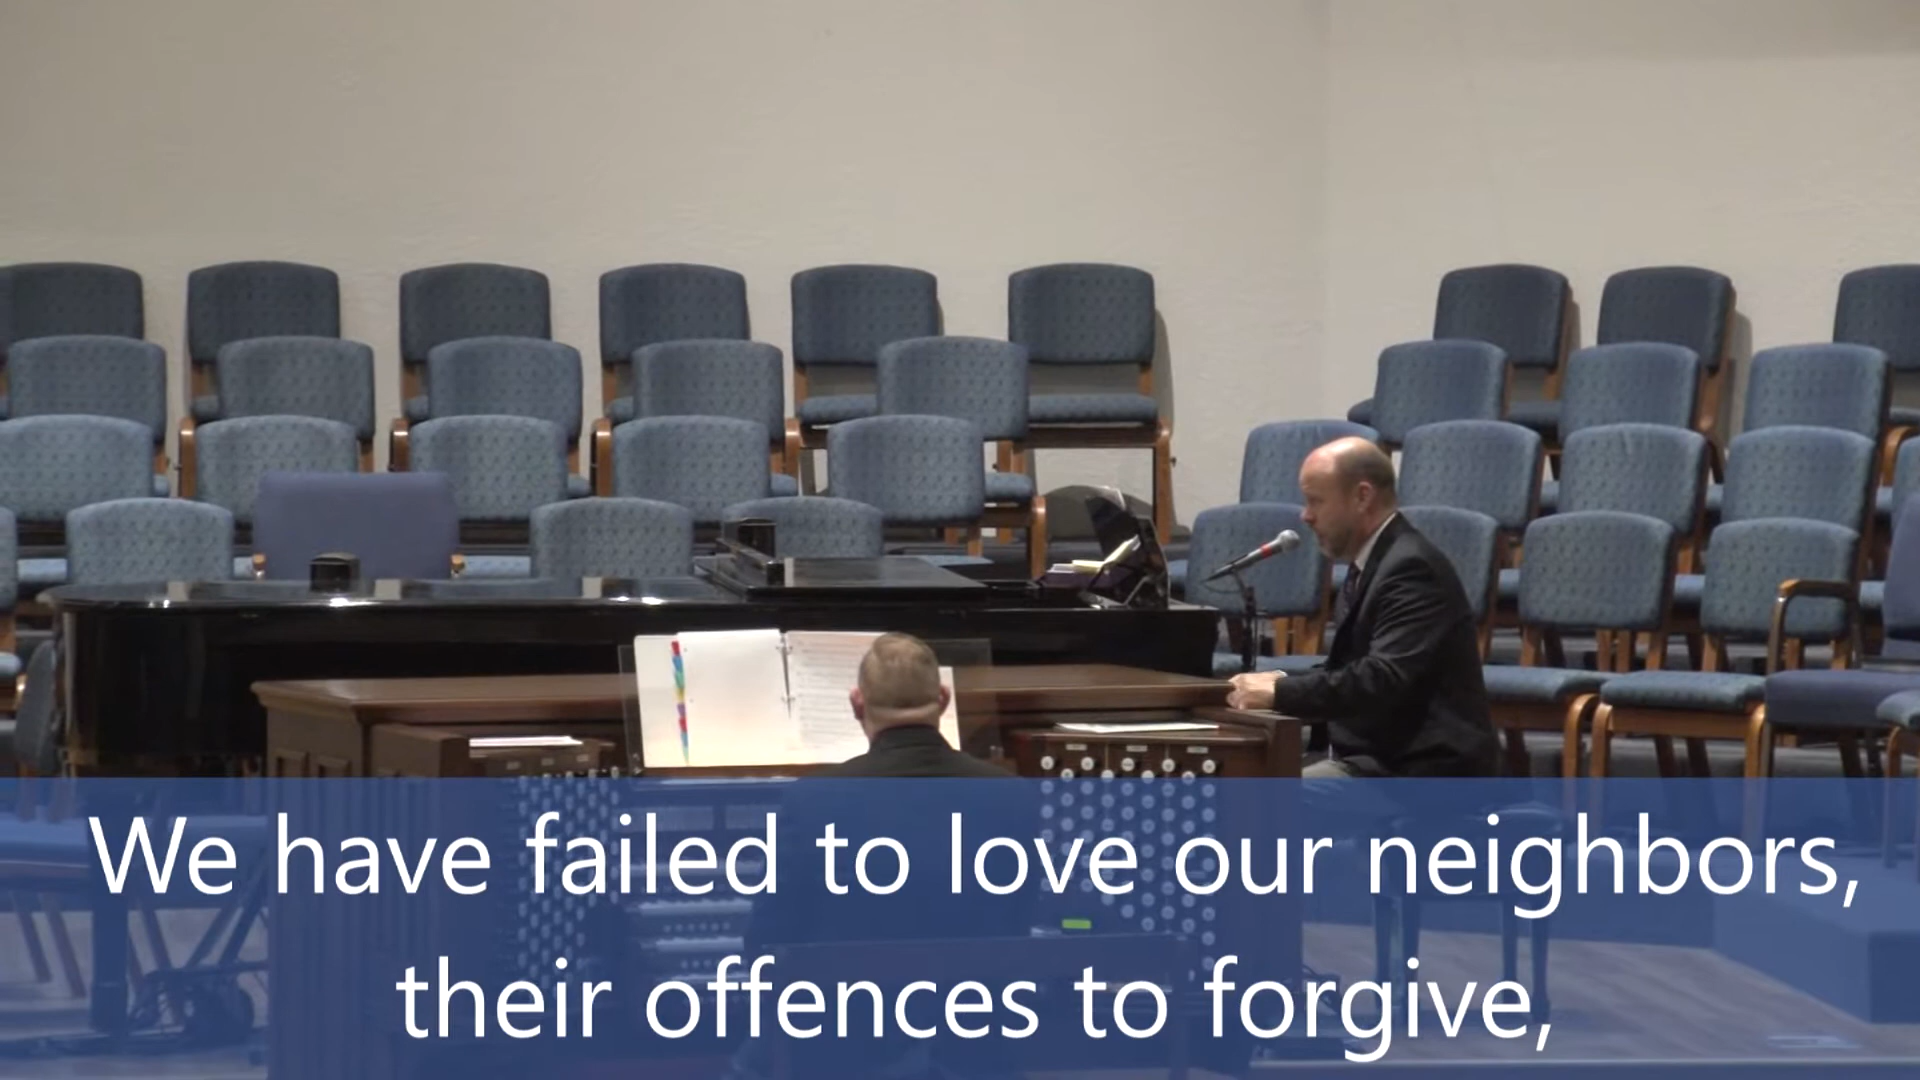 We have failed to love our neighbors,
their offences to forgive,